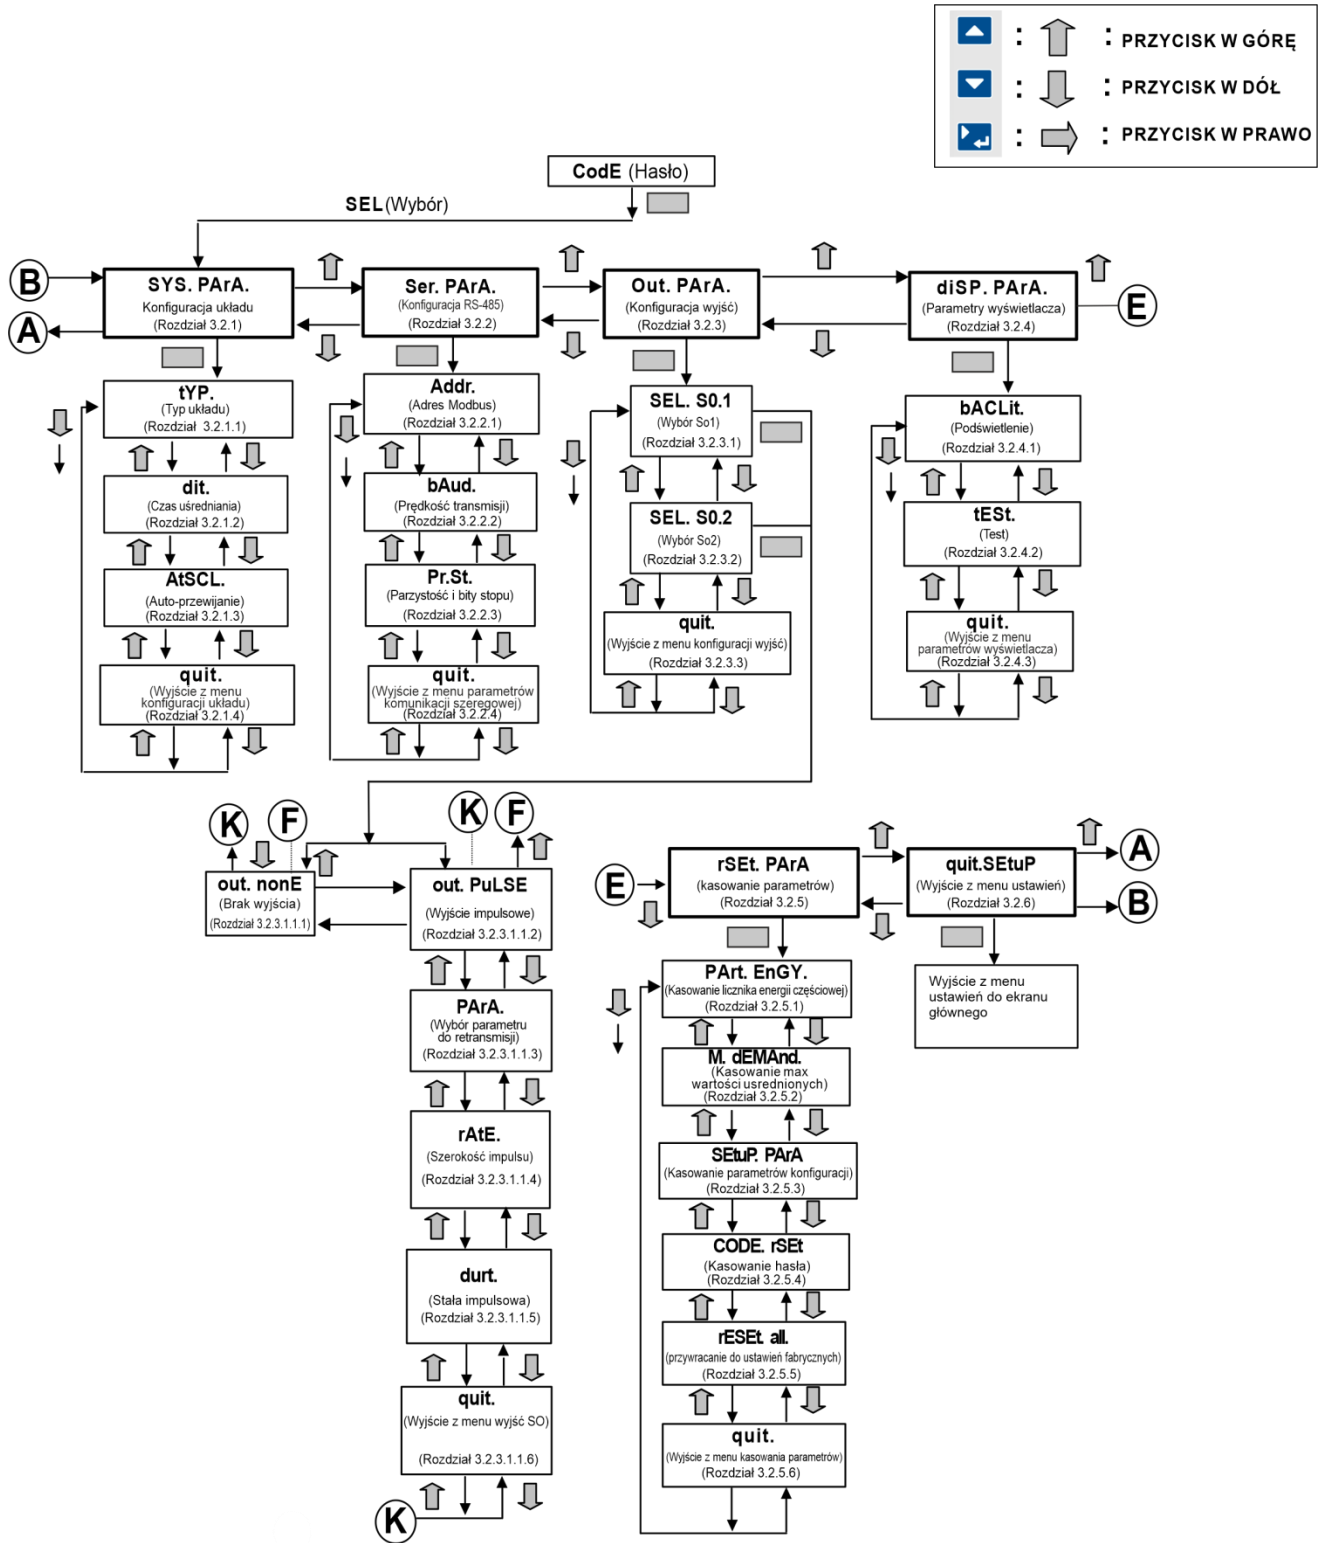 : : PRZYCISK W GÓRĘ
: : PRZYCISK W DÓŁ
: : PRZYCISK W PRAWO
CodE (Hasło)
SEL (Wybór)
B
A
SYS. PArA.
Konfiguracja układu
(Rozdział 3.2.1)
Ser. PArA.
(Konfiguracja RS-485)
(Rozdział 3.2.2)
Out. PArA.
(Konfiguracja wyjść)
(Rozdział 3.2.3)
diSP. PArA.
(Parametry wyświetlacza)
(Rozdział 3.2.4)
E
tYP.
(Typ układu)
(Rozdział 3.2.1.1)
dit.
(Czas uśredniania)
(Rozdział 3.2.1.2)
AtSCL.
(Auto-przewijanie)
(Rozdział 3.2.1.3)
quit.
(Wyjście z menu
konfiguracji układu)
(Rozdział 3.2.1.4)
Addr.
(Adres Modbus)
(Rozdział 3.2.2.1)
bAud.
(Prędkość transmisji)
(Rozdział 3.2.2.2)
Pr.St.
(Parzystość i bity stopu)
(Rozdział 3.2.2.3)
quit.
(Wyjście z menu parametrów
komunikacji szeregowej)
(Rozdział 3.2.2.4)
SEL. S0.1
(Wybór So1)
(Rozdział 3.2.3.1)
SEL. S0.2
(Wybór So2)
(Rozdział 3.2.3.2)
quit.
(Wyjście z menu konfiguracji wyjść)
(Rozdział 3.2.3.3)
bACLit.
(Podświetlenie)
(Rozdział 3.2.4.1)
tESt.
(Test)
(Rozdział 3.2.4.2)
quit.
(Wyjście z menu
parametrów wyświetlacza)
(Rozdział 3.2.4.3)
K
F
K
F
out. nonE
(Brak wyjścia)
(Rozdział 3.2.3.1.1.1)
out. PuLSE
(Wyjście impulsowe)
(Rozdział 3.2.3.1.1.2)
PArA.
(Wybór parametru
do retransmisji)
(Rozdział 3.2.3.1.1.3)
rAtE.
(Szerokość impulsu)
(Rozdział 3.2.3.1.1.4)
durt.
(Stała impulsowa)
(Rozdział 3.2.3.1.1.5)
quit.
(Wyjście z menu wyjść SO)
(Rozdział 3.2.3.1.1.6)
K
E
rSEt. PArA
(kasowanie parametrów)
(Rozdział 3.2.5)
quit.SEtuP
(Wyjście z menu ustawień)
(Rozdział 3.2.6)
A
B
Wyjście z menu
ustawień do ekranu
głównego
PArt. EnGY.
(Kasowanie licznika energii częściowej)
(Rozdział 3.2.5.1)
M. dEMAnd.
(Kasowanie max
wartości usrednionych)
(Rozdział 3.2.5.2)
SEtuP. PArA
(Kasowanie parametrów konfiguracji)
(Rozdział 3.2.5.3)
CODE. rSEt
(Kasowanie hasła)
(Rozdział 3.2.5.4)
rESEt. all.
(przywracanie do ustawień fabrycznych)
(Rozdział 3.2.5.5)
quit.
(Wyjście z menu kasowania parametrów)
(Rozdział 3.2.5.6)